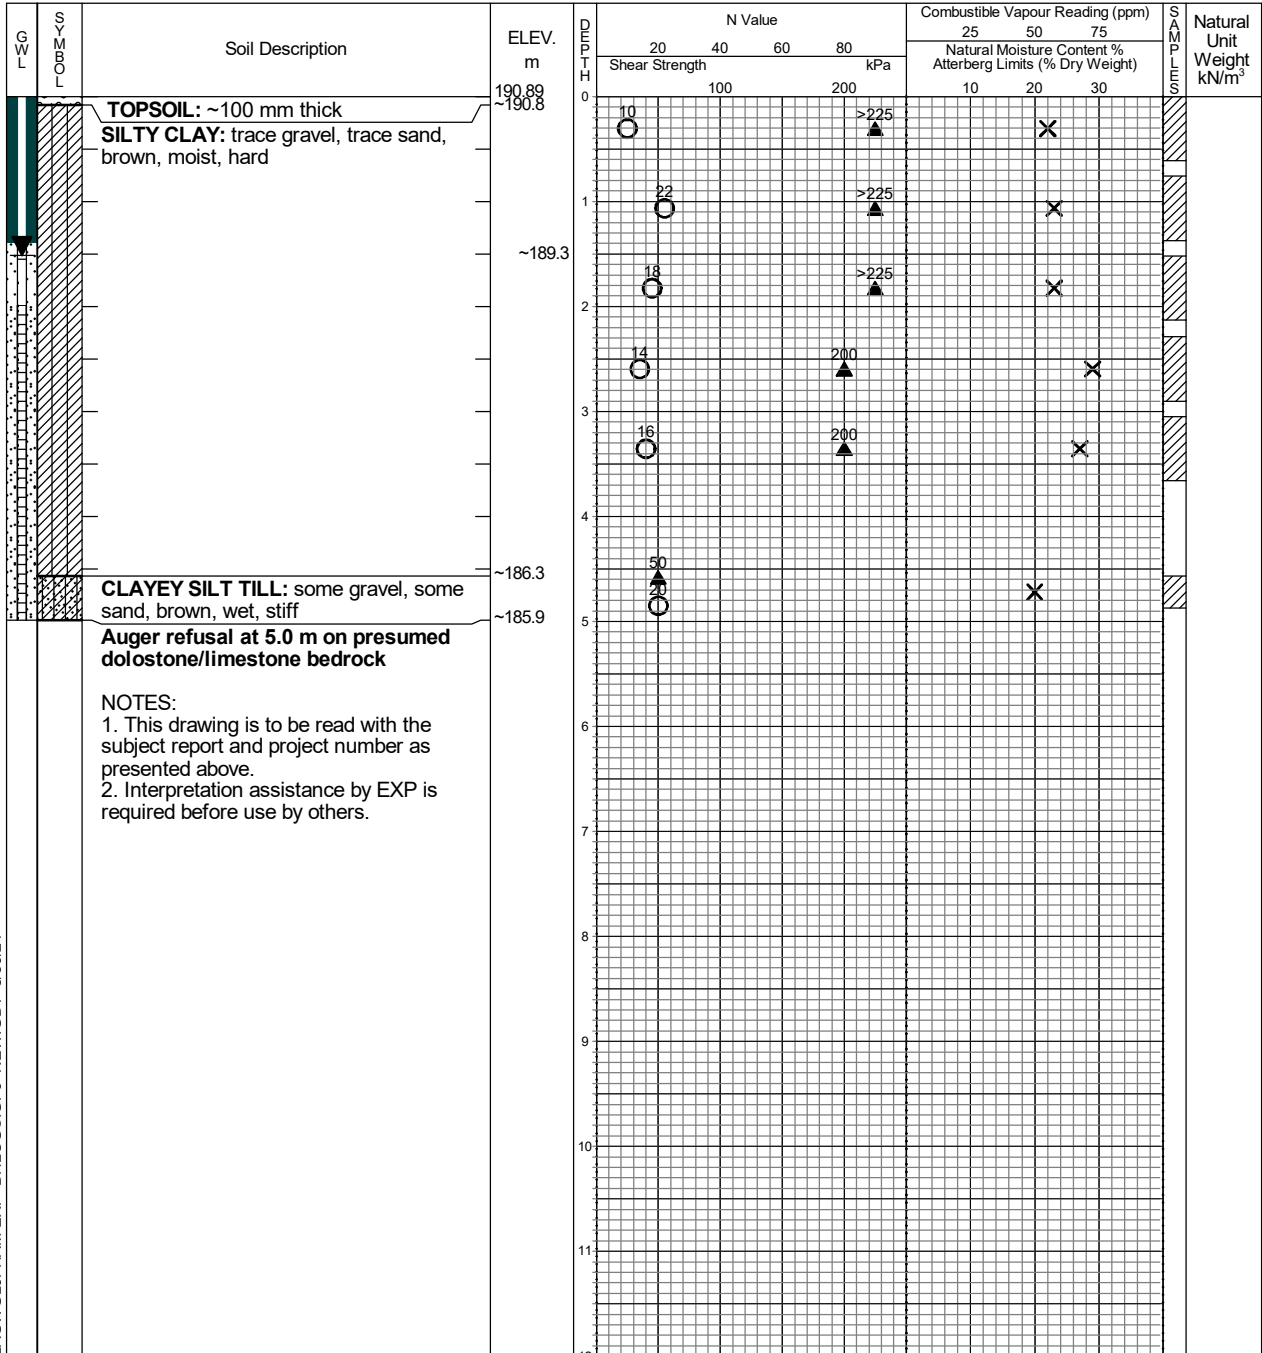 GWL
SYMBOL
Soil Description
ELEV.
m
190.89
DEPTH
N Value
20 40 60 80
Shear Strength kPa
100 200
Combustible Vapour Reading (ppm)
25 50 75
Natural Moisture Content %
Atterberg Limits (% Dry Weight)
10 20 30
SAMPLES
Natural
Unit
Weight
kN/m³
~190.8
0
TOPSOIL: ~100 mm thick
SILTY CLAY: trace gravel, trace sand,
brown, moist, hard
10 >225
1
22 >225
~189.3
18 >225
2
14 200
3
16 200
4
50
~186.3
CLAYEY SILT TILL: some gravel, some
sand, brown, wet, stiff
20
~185.9
5
Auger refusal at 5.0 m on presumed
dolostone/limestone bedrock
NOTES:
1. This drawing is to be read with the
subject report and project number as
presented above.
2. Interpretation assistance by EXP is
required before use by others.
6
7
8
9
10
11